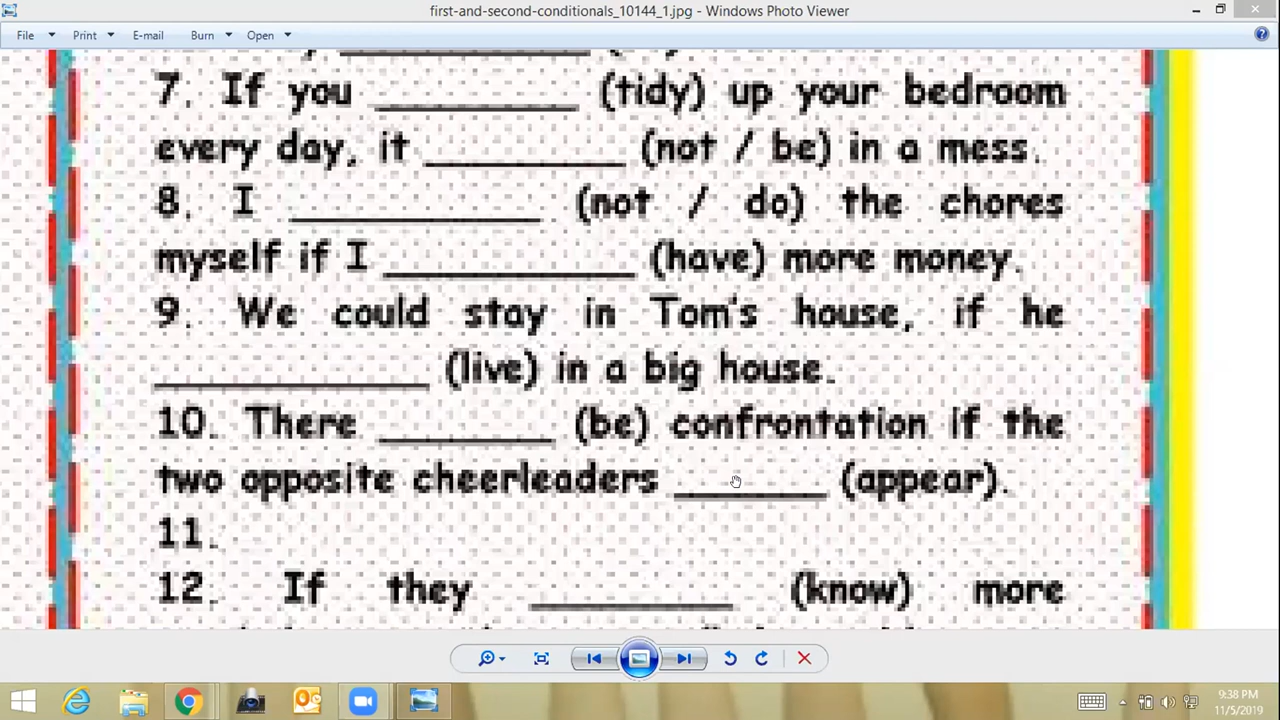 first-and-second-conditionals_10144_1.jpg - Windows Photo Viewer
File Print E-mail Burn Open
7. If you __________ (tidy) up your bedroom
every day, it __________ (not / be) in a mess.
8. I __________ (not / do) the chores
myself if I __________ (have) more money.
9. We could stay in Tom's house, if he
__________ (live) in a big house.
10. There __________ (be) confrontation if the
two opposite cheerleaders __________ (appear).
11.
12. If they __________ (know) more
9:38 PM
11/5/2019